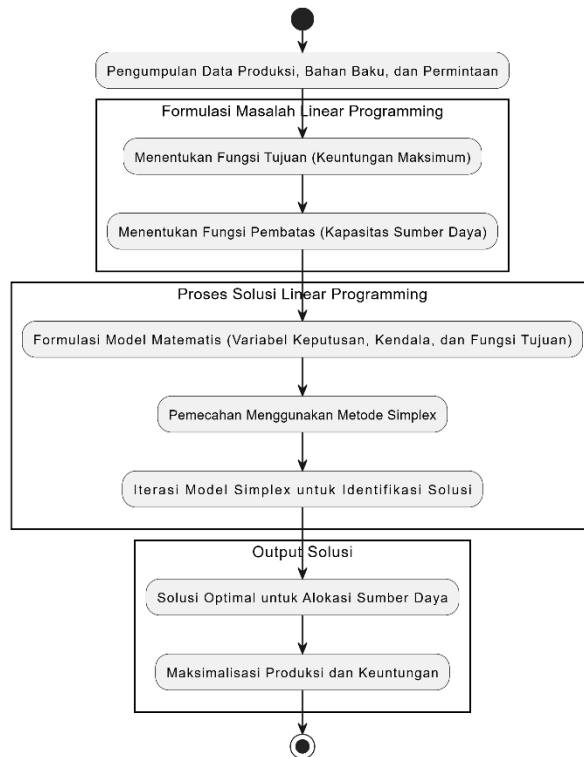 Pengumpulan Data Produksi, Bahan Baku, dan Permintaan
Formulasi Masalah Linear Programming
Menentukan Fungsi Tujuan (Keuntungan Maksimum)
Menentukan Fungsi Pembatas (Kapasitas Sumber Daya)
Proses Solusi Linear Programming
Formulasi Model Matematis (Variabel Keputusan, Kendala, dan Fungsi Tujuan)
Pemecahan Menggunakan Metode Simplex
Iterasi Model Simplex untuk Identifikasi Solusi
Output Solusi
Solusi Optimal untuk Alokasi Sumber Daya
Maksimalisasi Produksi dan Keuntungan